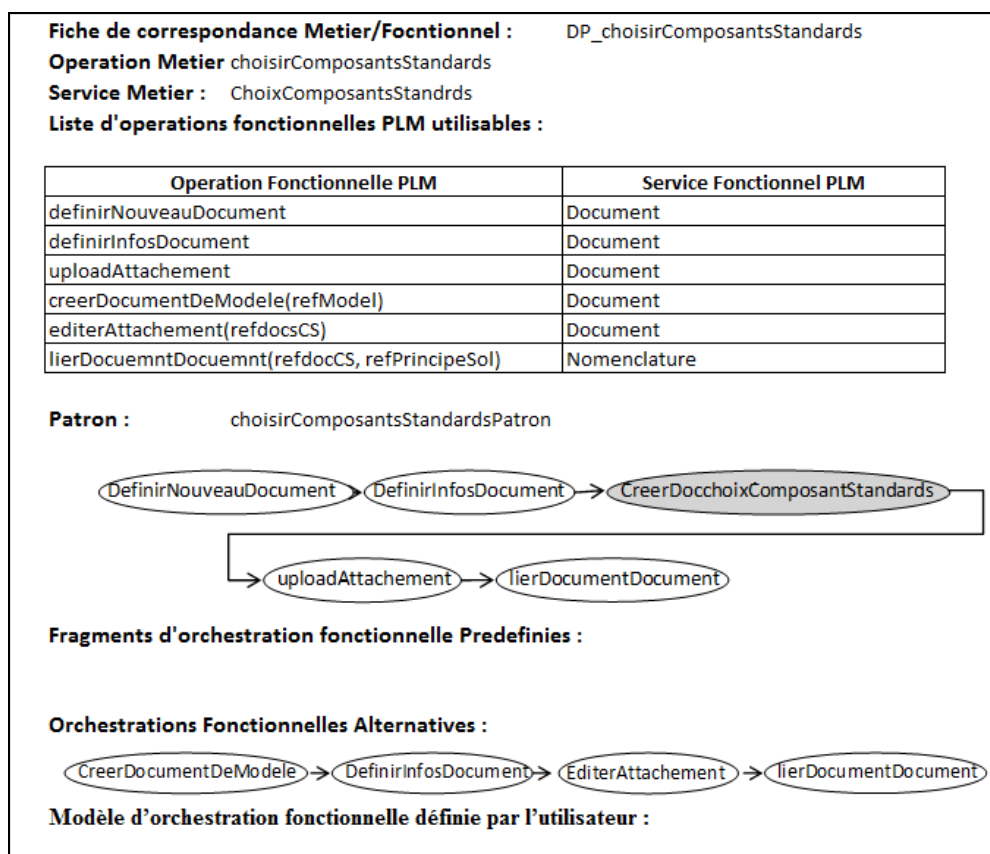 Fiche de correspondance Metier/Focntionnel : DP_choisirComposantsStandards
Operation Metier choisirComposantsStandards
Service Metier : ChoixComposantsStandrds
Liste d'operations fonctionnelles PLM utilisables :
Operation Fonctionnelle PLM Service Fonctionnel PLM
definirNouveauDocument Document
definirInfosDocument Document
uploadAttachement Document
creerDocumentDeModele(refModel) Document
editerAttachement(refdocsCS) Document
lierDocuemntDocuemnt(refdocCS, refPrincipeSol) Nomenclature
Patron : choisirComposantsStandardsPatron
DefinirNouveauDocument DefinirInfosDocument CreerDocchoixComposantStandards
uploadAttachement lierDocumentDocument
Fragments d'orchestration fonctionnelle Predefinies :
Orchestrations Fonctionnelles Alternatives :
CreerDocumentDeModele DefinirInfosDocument EditerAttachement lierDocumentDocument
Modèle d’orchestration fonctionnelle définie par l’utilisateur :